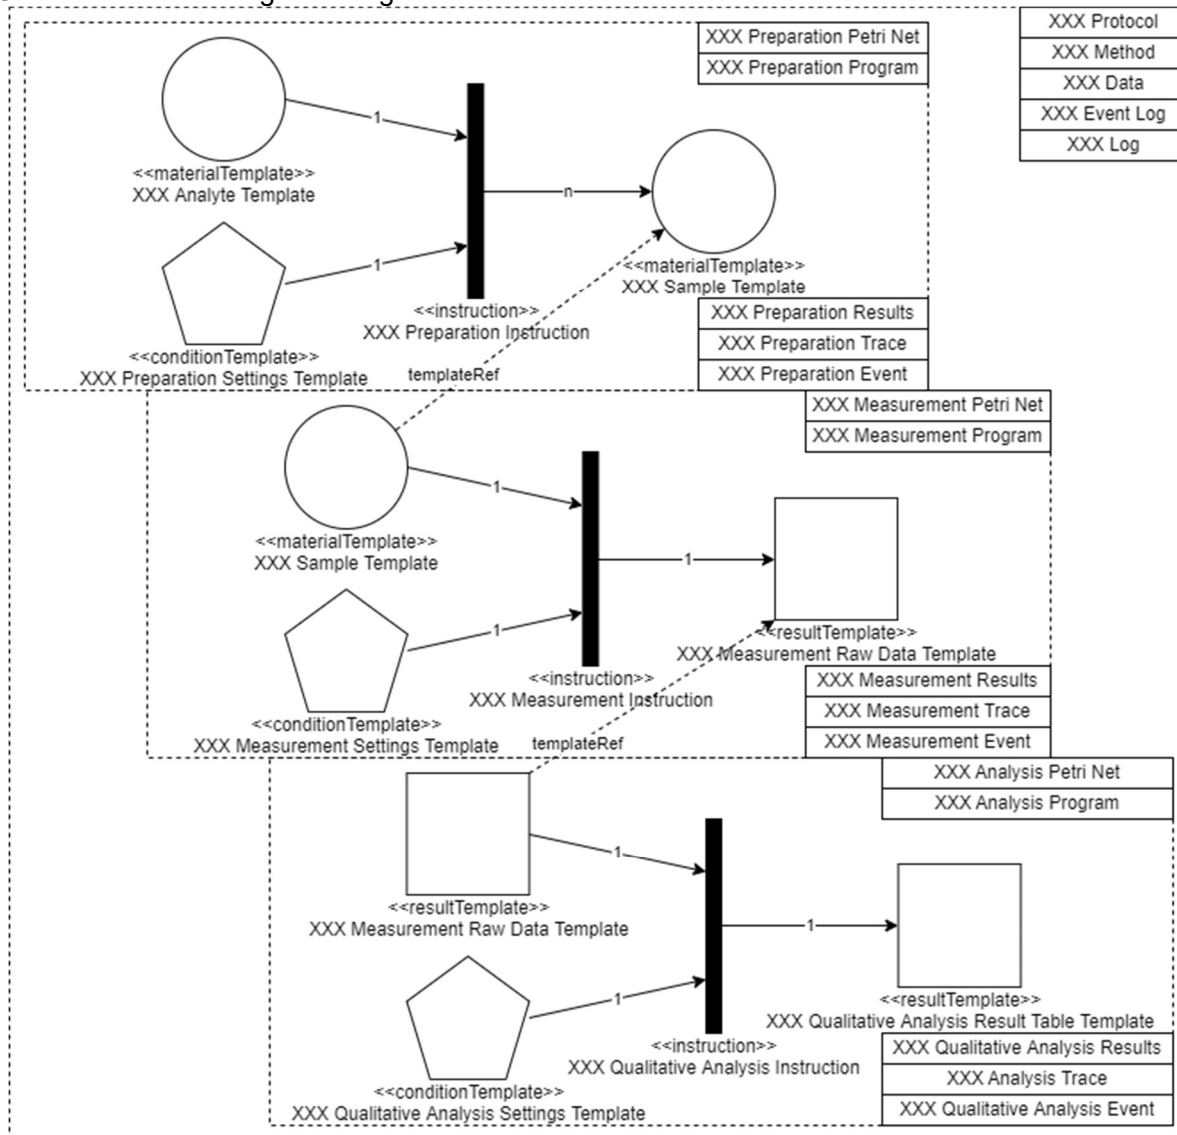 XXX Protocol
XXX Method
XXX Data
XXX Event Log
XXX Log
XXX Preparation Petri Net
XXX Preparation Program
1
<<materialTemplate>>
XXX Analyte Template
n
1
<<materialTemplate>>
XXX Sample Template
<<instruction>>
XXX Preparation Instruction
<<conditionTemplate>>
XXX Preparation Settings Template
templateRef
XXX Preparation Results
XXX Preparation Trace
XXX Preparation Event
XXX Measurement Petri Net
XXX Measurement Program
1
<<materialTemplate>>
XXX Sample Template
1
1
<<resultTemplate>>
XXX Measurement Raw Data Template
<<instruction>>
XXX Measurement Instruction
<<conditionTemplate>>
XXX Measurement Settings Template
templateRef
XXX Measurement Results
XXX Measurement Trace
XXX Measurement Event
XXX Analysis Petri Net
XXX Analysis Program
1
<<resultTemplate>>
XXX Measurement Raw Data Template
1
1
<<resultTemplate>>
XXX Qualitative Analysis Result Table Template
<<instruction>>
XXX Qualitative Analysis Instruction
<<conditionTemplate>>
XXX Qualitative Analysis Settings Template
XXX Qualitative Analysis Results
XXX Analysis Trace
XXX Qualitative Analysis Event